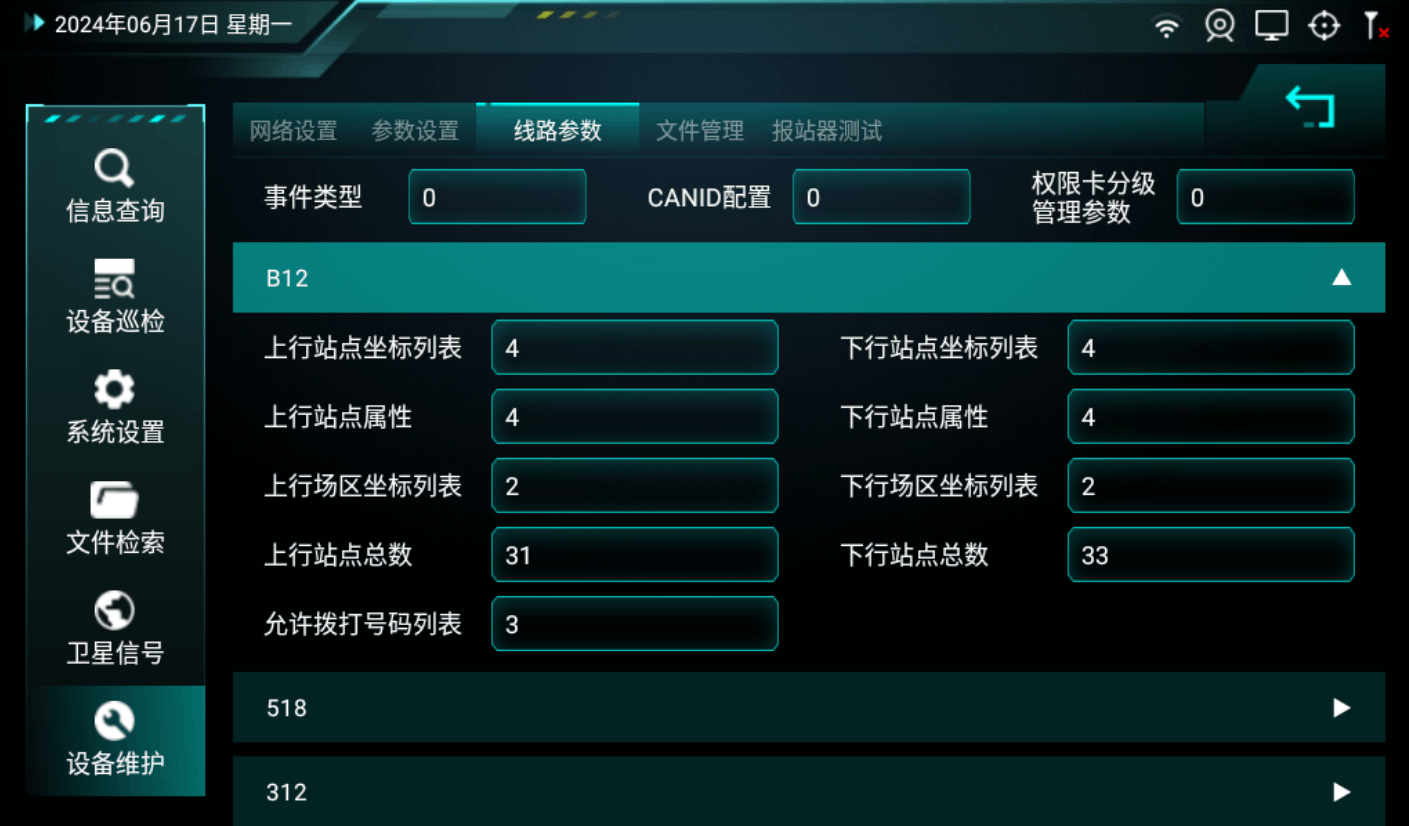 2024年06月17日 星期一
信息查询
设备巡检
系统设置
文件检索
卫星信号
设备维护
网络设置 参数设置 线路参数 文件管理 报站器测试
事件类型 0 CANID配置 0 权限卡分级
管理参数 0
B12
上行站点坐标列表 4 下行站点坐标列表 4
上行站点属性 4 下行站点属性 4
上行场区坐标列表 2 下行场区坐标列表 2
上行站点总数 31 下行站点总数 33
允许拨打号码列表 3
518
312